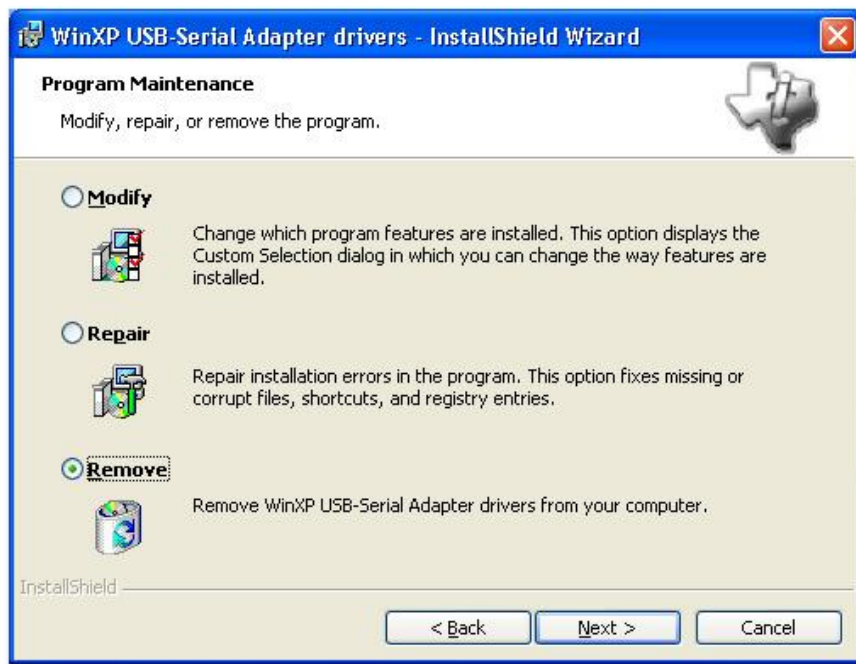 WinXP USB-Serial Adapter drivers - InstallShield Wizard
Program Maintenance
Modify, repair, or remove the program.
Modify
Change which program features are installed. This option displays the
Custom Selection dialog in which you can change the way features are
installed.
Repair
Repair installation errors in the program. This option fixes missing or
corrupt files, shortcuts, and registry entries.
Remove
Remove WinXP USB-Serial Adapter drivers from your computer.
InstallShield
< Back
Next >
Cancel